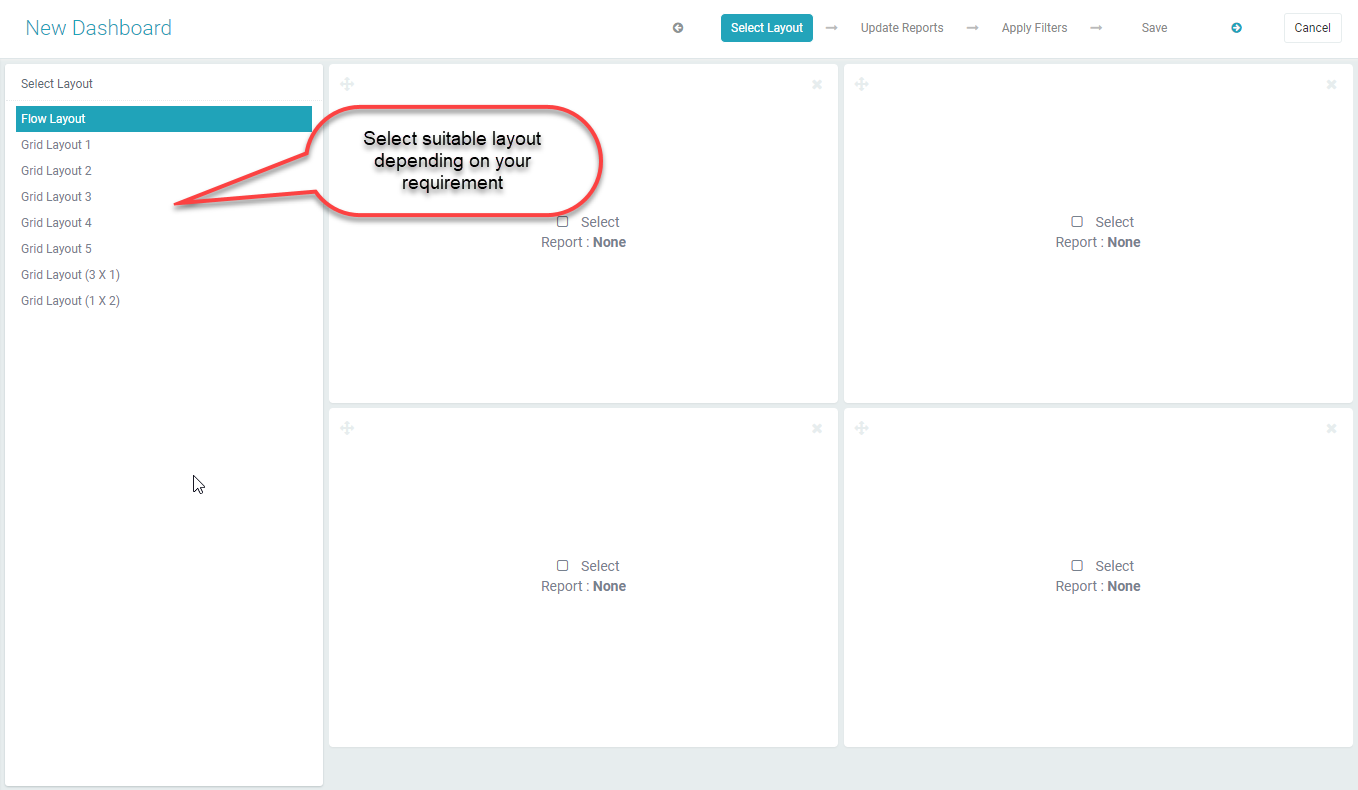 New Dashboard
Select Layout
Update Reports
Apply Filters
Save
Cancel
Select Layout
Flow Layout
Grid Layout 1
Grid Layout 2
Grid Layout 3
Grid Layout 4
Grid Layout 5
Grid Layout (3 X 1)
Grid Layout (1 X 2)
Select suitable layout
depending on your
requirement
Select
Report : None
Select
Report : None
Select
Report : None
Select
Report : None